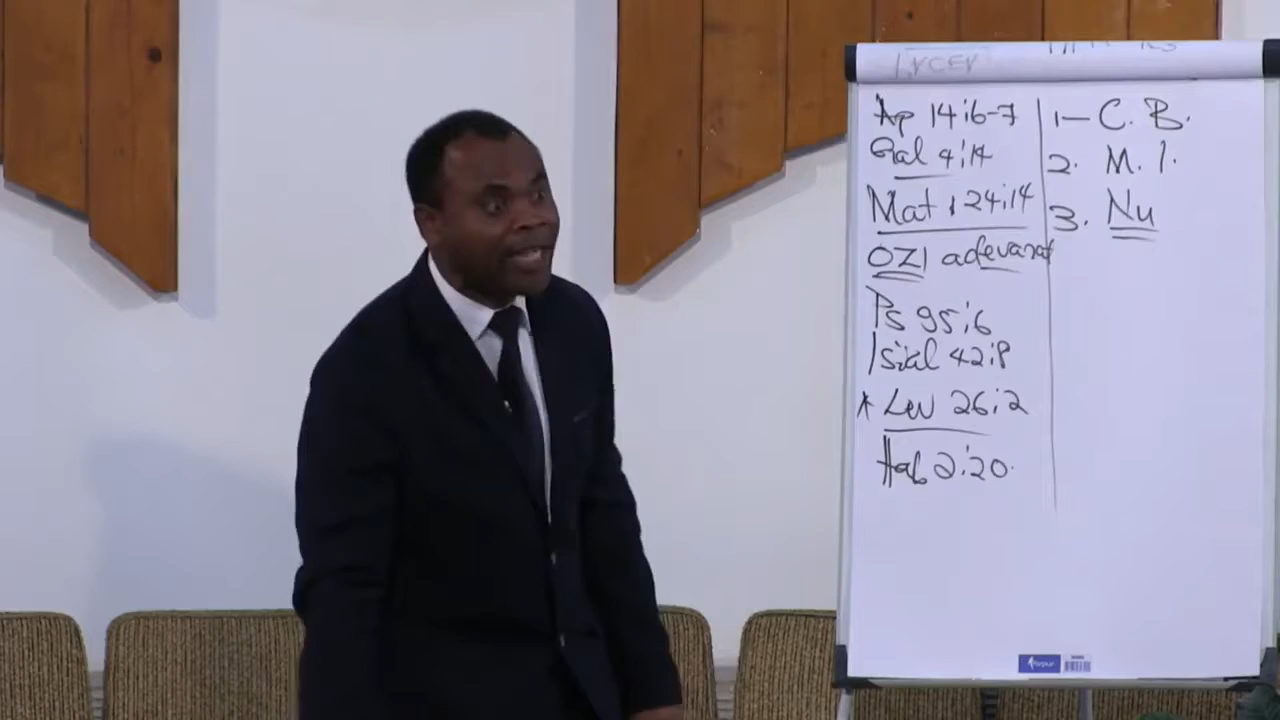 Ap 14:6-7
Gal 4:14
Mat 24:14
OZI adevarat
Ps 95:6
Isial 42:8
* Lev 26:2
Hab 2:20.
1- C. B.
2. M. I.
3. Nu